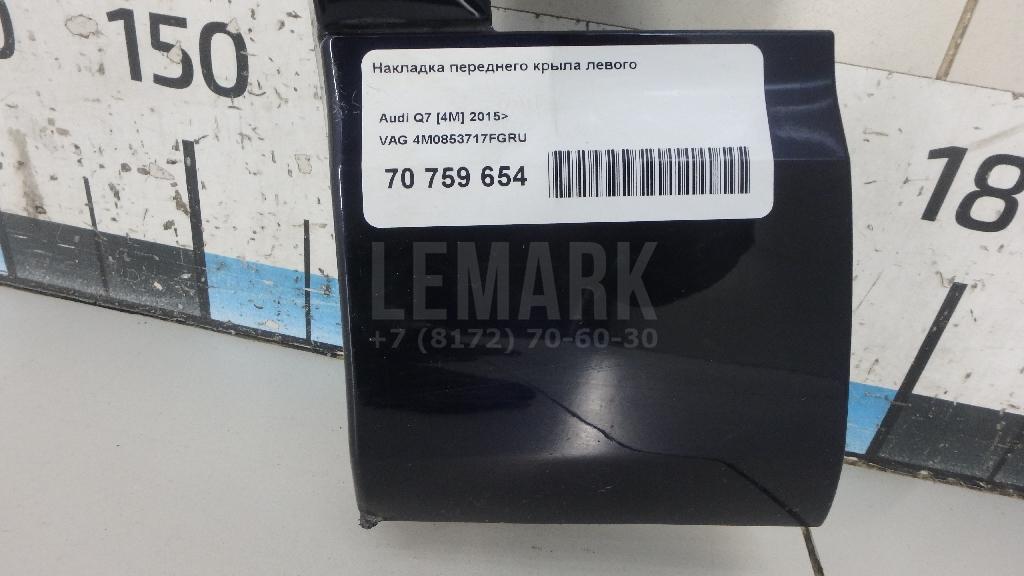 150
Накладка переднего крыла левого
Audi Q7 [4M] 2015>
VAG 4M0853717FGRU
70 759 654
18
LEMARK
+7 (8172) 70-60-30